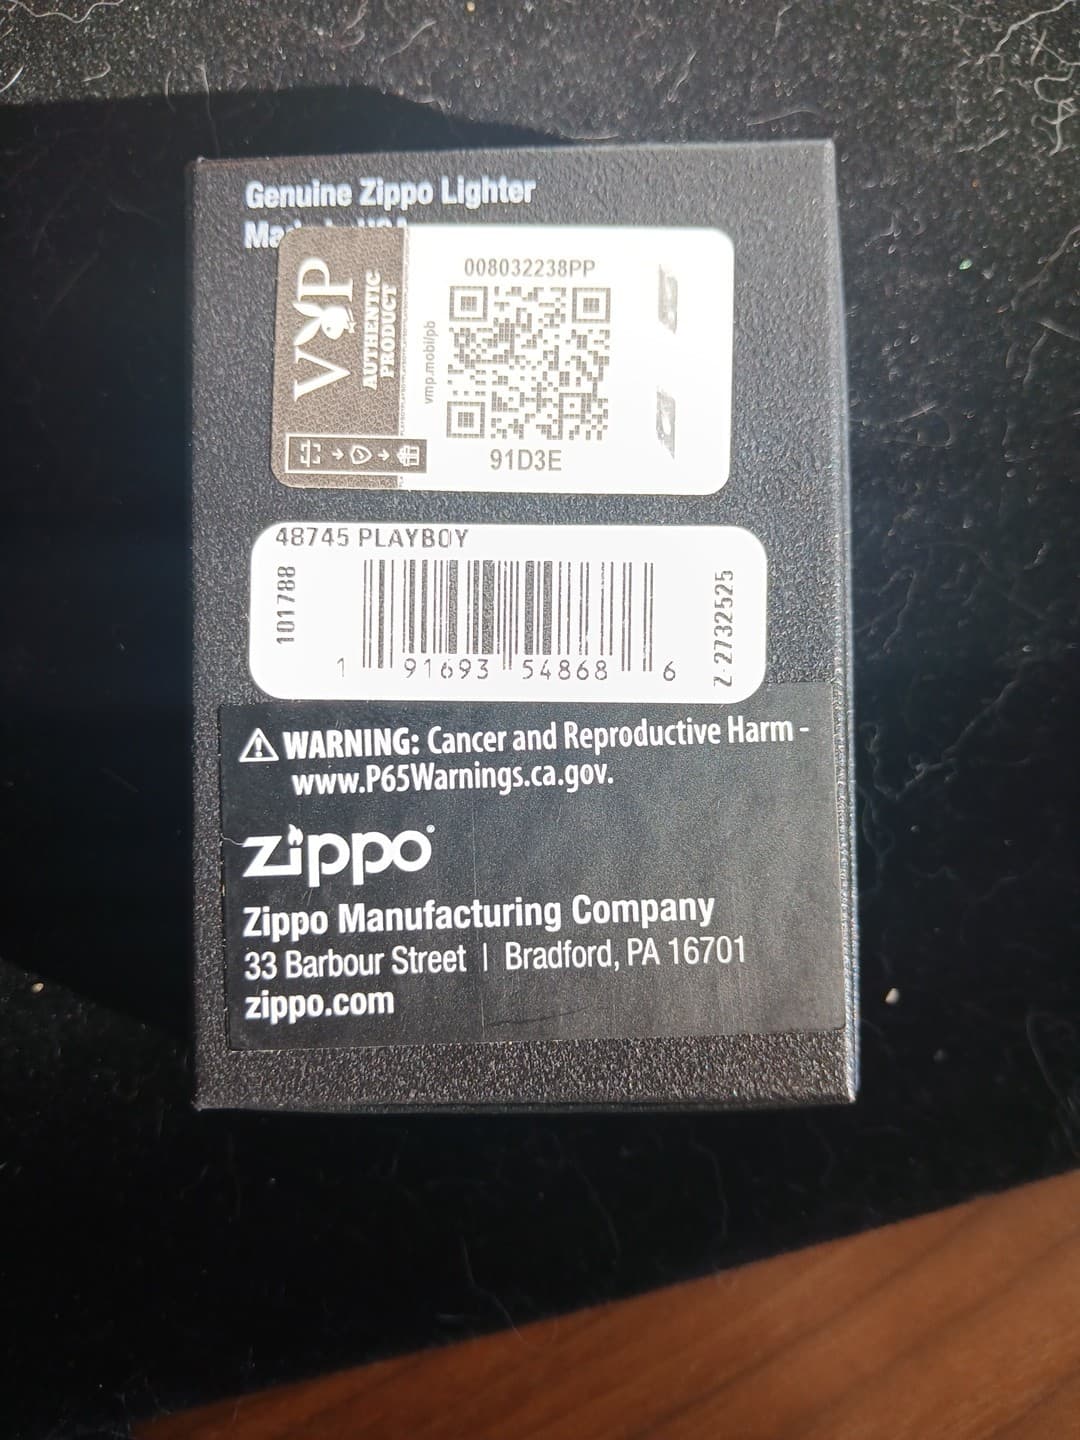 Genuine Zippo Lighter
VIP
AUTHENTIC
PRODUCT
vmp.mobi/pb
008032238PP
91D3E
48745 PLAYBOY
101788
1 91693 54868 6
Z-2732525
WARNING: Cancer and Reproductive Harm -
www.P65Warnings.ca.gov.
zippo
Zippo Manufacturing Company
33 Barbour Street | Bradford, PA 16701
zippo.com